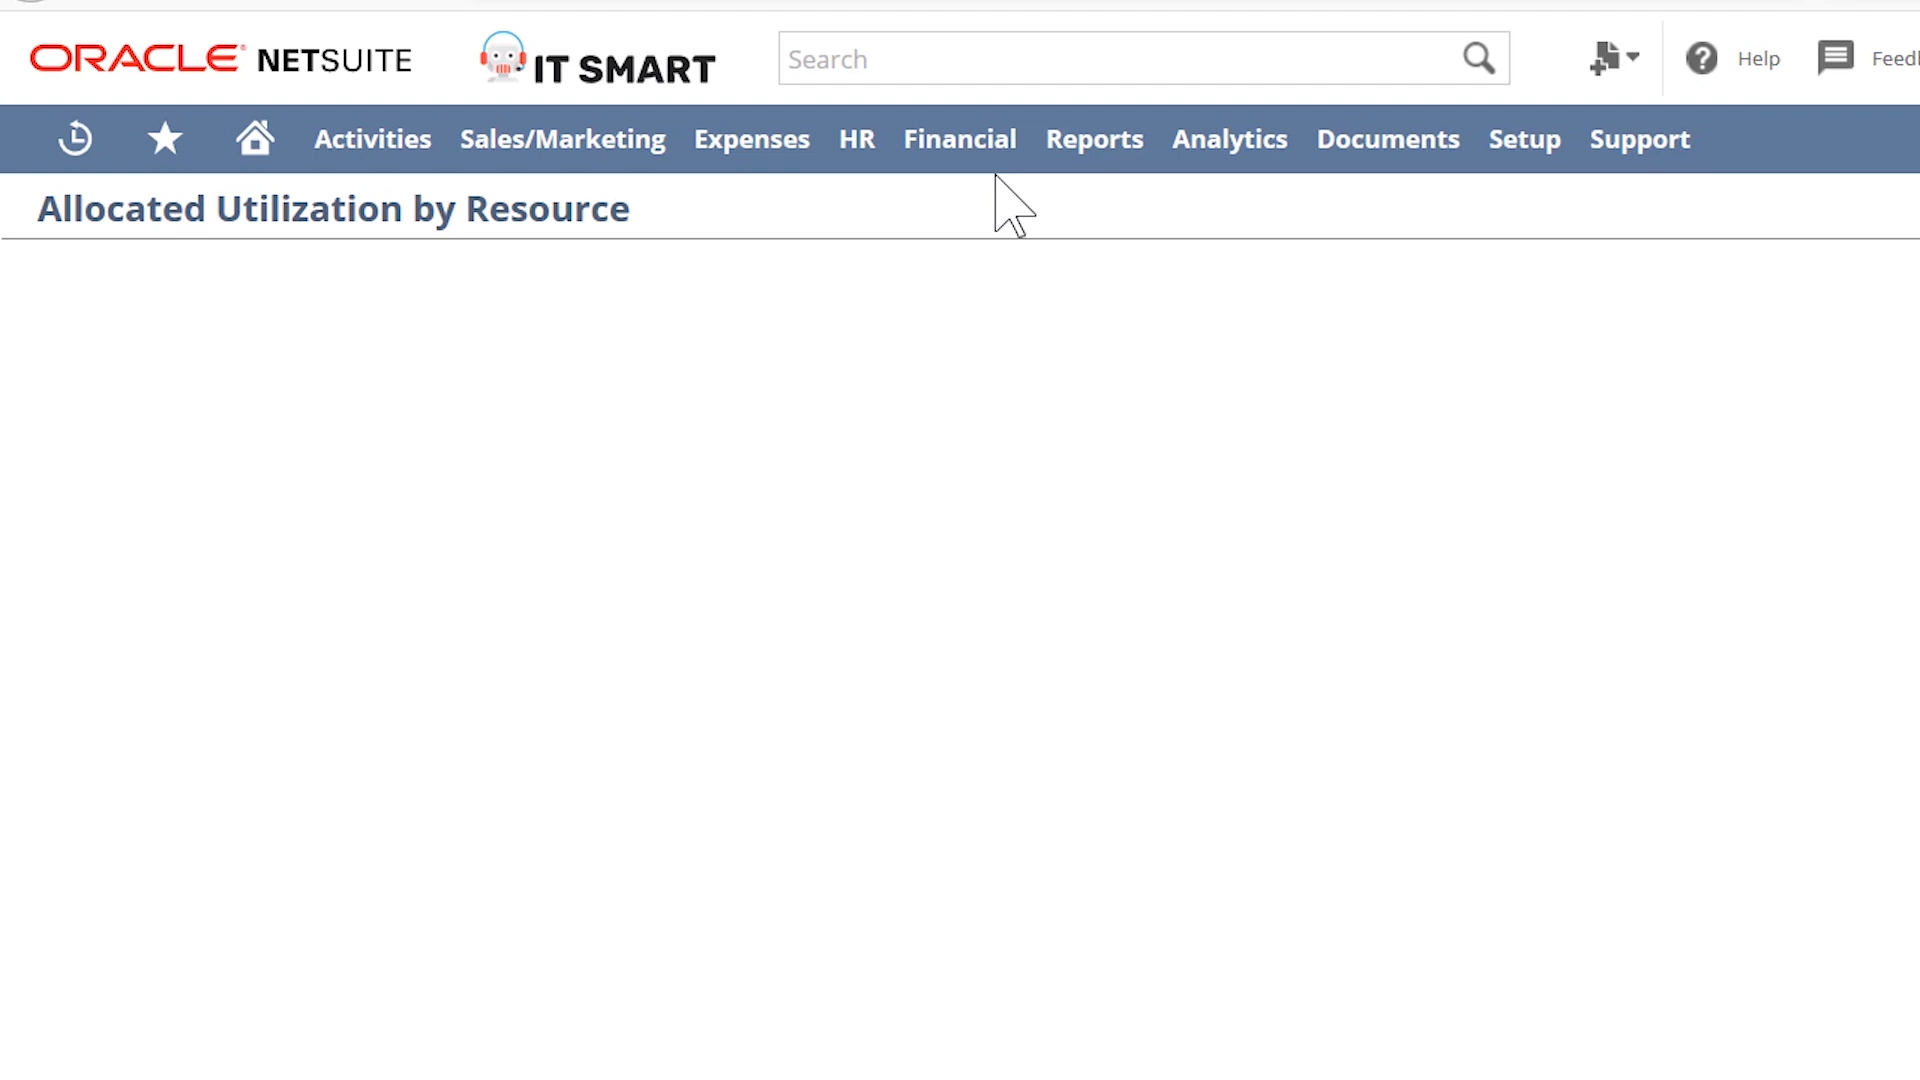 ORACLE NETSUITE
IT SMART
Search
Help
Feed
Activities Sales/Marketing Expenses HR Financial Reports Analytics Documents Setup Support
Allocated Utilization by Resource